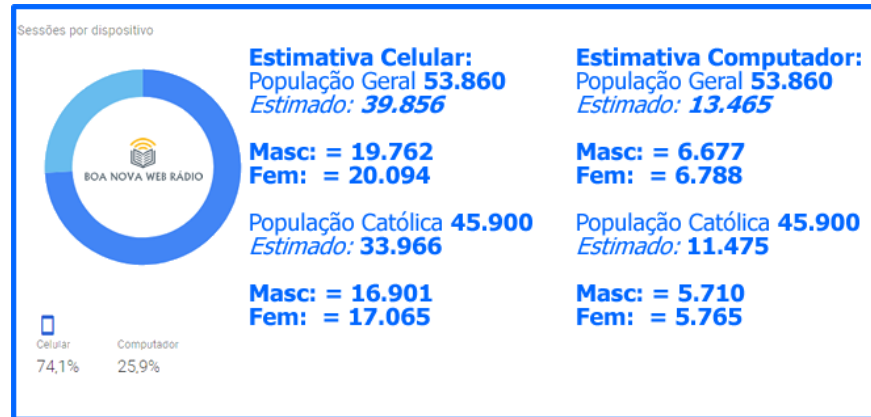 Sessões por dispositivo
BOA NOVA WEB RÁDIO
Celular
74,1%
Computador
25,9%
Estimativa Celular:
População Geral 53.860
Estimado: 39.856
Masc: = 19.762
Fem: = 20.094
População Católica 45.900
Estimado: 33.966
Masc: = 16.901
Fem: = 17.065
Estimativa Computador:
População Geral 53.860
Estimado: 13.465
Masc: = 6.677
Fem: = 6.788
População Católica 45.900
Estimado: 11.475
Masc: = 5.710
Fem: = 5.765